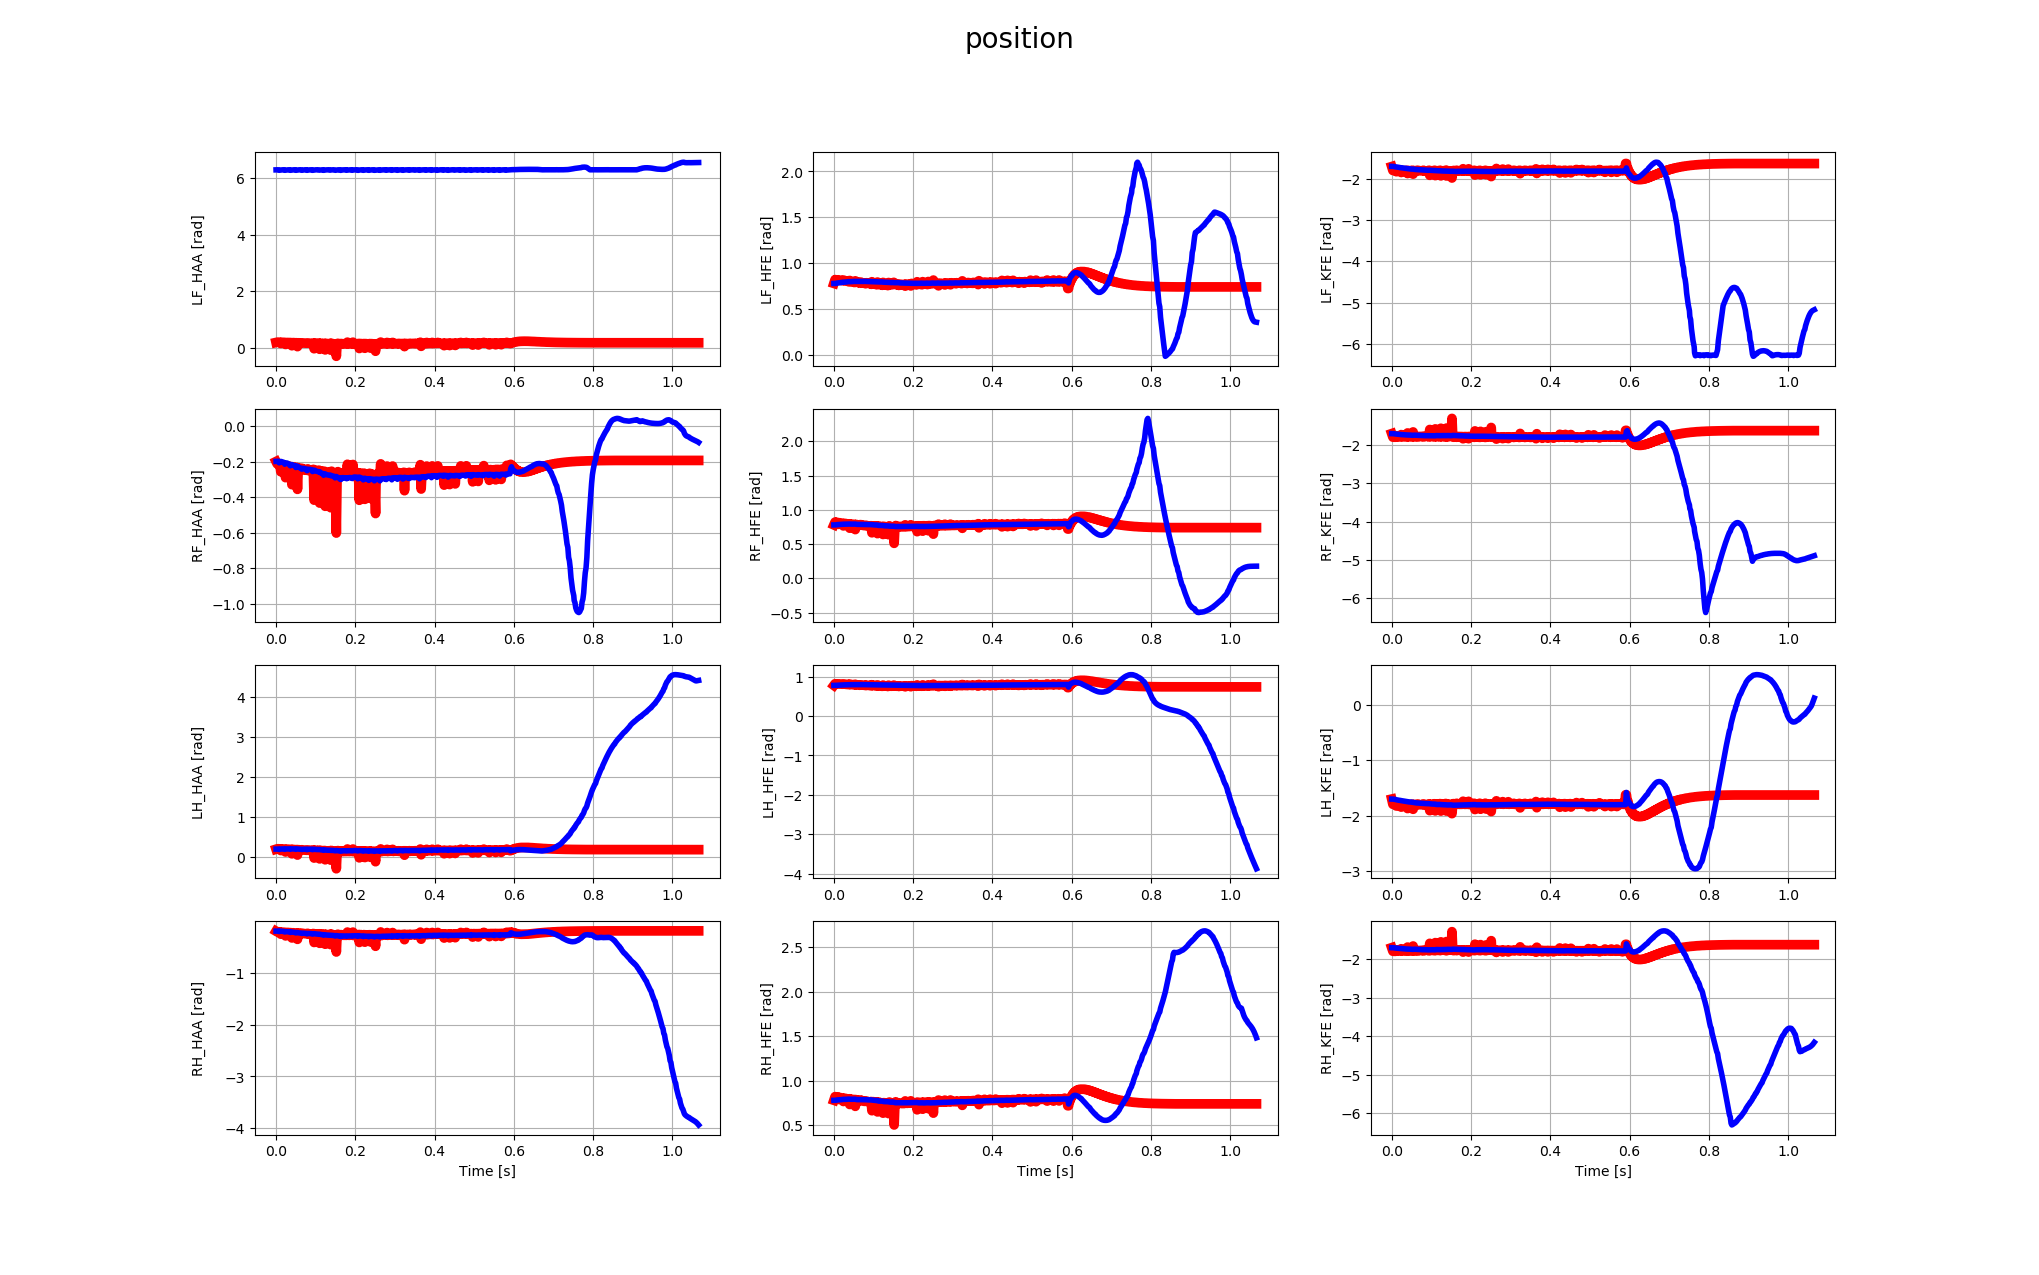 position
LF_HAA [rad]
6
4
2
0
0.0 0.2 0.4 0.6 0.8 1.0
LF_HFE [rad]
2.0
1.5
1.0
0.5
0.0
0.0 0.2 0.4 0.6 0.8 1.0
LF_KFE [rad]
−2
−3
−4
−5
−6
0.0 0.2 0.4 0.6 0.8 1.0
RF_HAA [rad]
0.0
−0.2
−0.4
−0.6
−0.8
−1.0
0.0 0.2 0.4 0.6 0.8 1.0
RF_HFE [rad]
2.0
1.5
1.0
0.5
0.0
−0.5
0.0 0.2 0.4 0.6 0.8 1.0
RF_KFE [rad]
−2
−3
−4
−5
−6
0.0 0.2 0.4 0.6 0.8 1.0
LH_HAA [rad]
4
3
2
1
0
0.0 0.2 0.4 0.6 0.8 1.0
LH_HFE [rad]
1
0
−1
−2
−3
−4
0.0 0.2 0.4 0.6 0.8 1.0
LH_KFE [rad]
0
−1
−2
−3
0.0 0.2 0.4 0.6 0.8 1.0
RH_HAA [rad]
−1
−2
−3
−4
0.0 0.2 0.4 0.6 0.8 1.0
Time [s]
RH_HFE [rad]
2.5
2.0
1.5
1.0
0.5
0.0 0.2 0.4 0.6 0.8 1.0
Time [s]
RH_KFE [rad]
−2
−3
−4
−5
−6
0.0 0.2 0.4 0.6 0.8 1.0
Time [s]